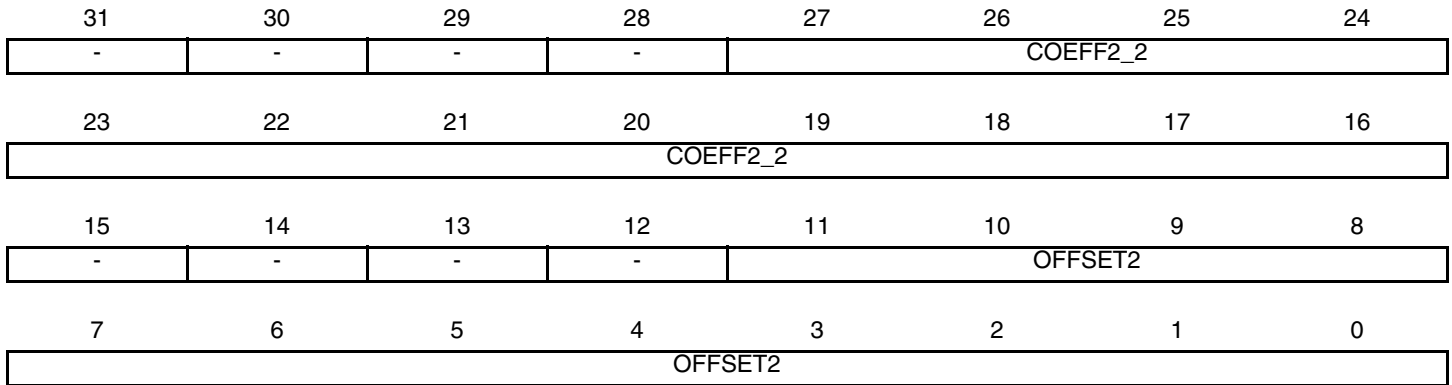 31 30 29 28 27 26 25 24
- - - - COEFF2_2
23 22 21 20 19 18 17 16
COEFF2_2
15 14 13 12 11 10 9 8
- - - - OFFSET2
7 6 5 4 3 2 1 0
OFFSET2